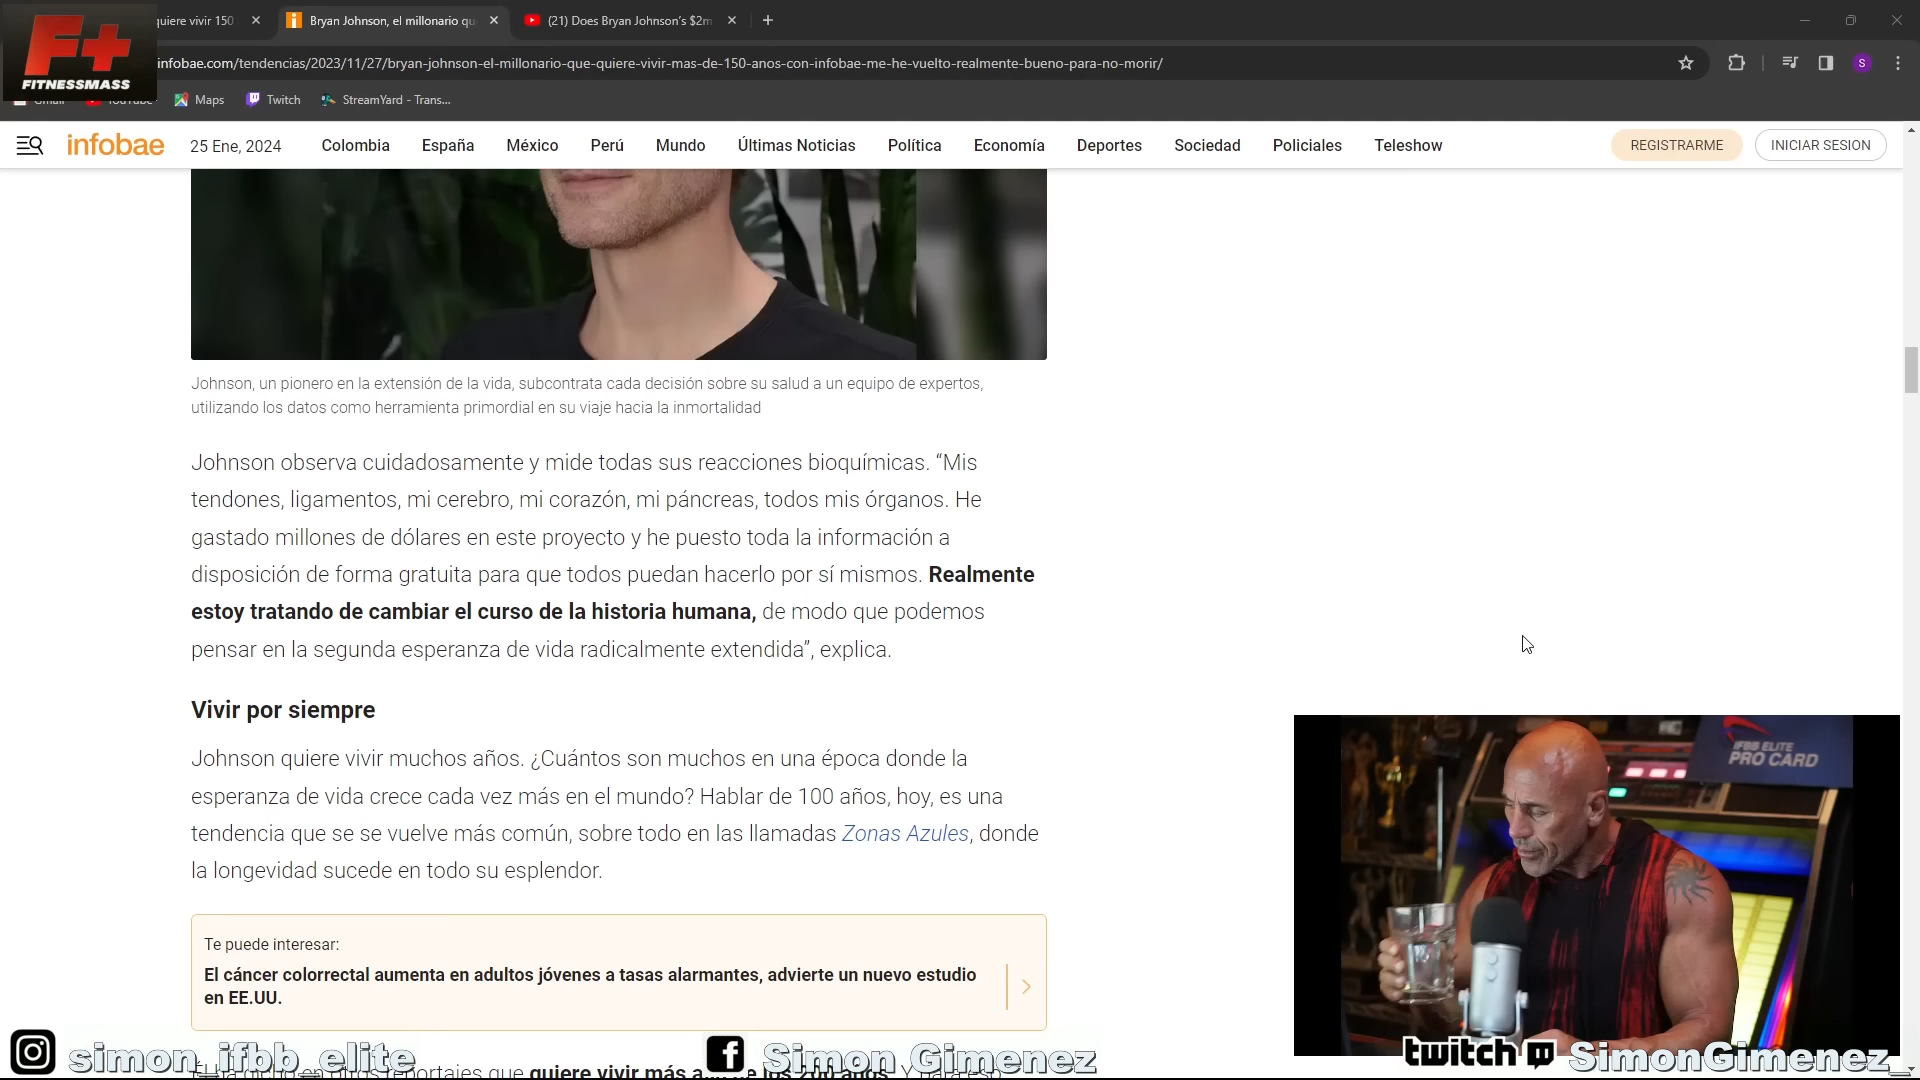 quiere vivir 150
Bryan Johnson, el millonario qu
(21) Does Bryan Johnson's $2m
F+
FITNESSMASS
infobae.com/tendencias/2023/11/27/bryan-johnson-el-millonario-que-quiere-vivir-mas-de-150-anos-con-infobae-me-he-vuelto-realmente-bueno-para-no-morir/
S
Gmail
YouTube
Maps
Twitch
StreamYard - Trans...
infobae
25 Ene, 2024
Colombia
España
México
Perú
Mundo
Últimas Noticias
Política
Economía
Deportes
Sociedad
Policiales
Teleshow
REGISTRARME
INICIAR SESION
Johnson, un pionero en la extensión de la vida, subcontrata cada decisión sobre su salud a un equipo de expertos,
utilizando los datos como herramienta primordial en su viaje hacia la inmortalidad
Johnson observa cuidadosamente y mide todas sus reacciones bioquímicas. “Mis
tendones, ligamentos, mi cerebro, mi corazón, mi páncreas, todos mis órganos. He
gastado millones de dólares en este proyecto y he puesto toda la información a
disposición de forma gratuita para que todos puedan hacerlo por sí mismos. Realmente
estoy tratando de cambiar el curso de la historia humana, de modo que podemos
pensar en la segunda esperanza de vida radicalmente extendida”, explica.
Vivir por siempre
Johnson quiere vivir muchos años. ¿Cuántos son muchos en una época donde la
esperanza de vida crece cada vez más en el mundo? Hablar de 100 años, hoy, es una
tendencia que se se vuelve más común, sobre todo en las llamadas Zonas Azules, donde
la longevidad sucede en todo su esplendor.
Te puede interesar:
El cáncer colorrectal aumenta en adultos jóvenes a tasas alarmantes, advierte un nuevo estudio
en EE.UU.
IFBB ELITE
PRO CARD
simon_ifbb_elite
Simon Gimenez
twitch
SimonGimenez_
que quiere vivir más
los 200 años. Y para eso